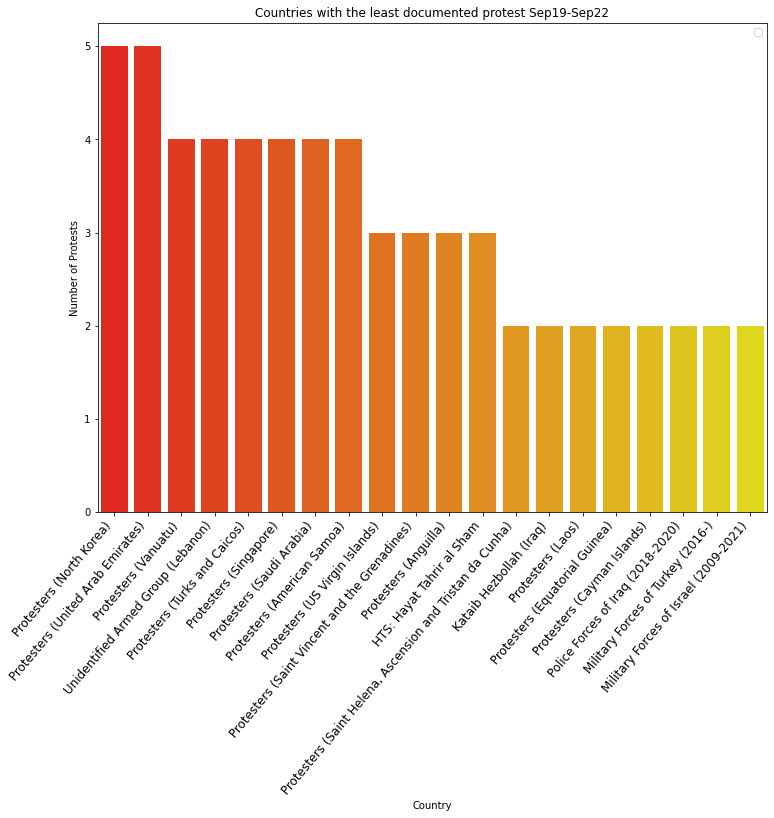 Countries with the least documented protest Sep19-Sep22
Number of Protests
5
4
3
2
1
0
Protesters (North Korea)
Protesters (United Arab Emirates)
Protesters (Vanuatu)
Unidentified Armed Group (Lebanon)
Protesters (Turks and Caicos)
Protesters (Singapore)
Protesters (Saudi Arabia)
Protesters (American Samoa)
Protesters (US Virgin Islands)
Protesters (Saint Vincent and the Grenadines)
Protesters (Anguilla)
HTS: Hayat Tahrir al Sham
Protesters (Saint Helena, Ascension and Tristan da Cunha)
Kataib Hezbollah (Iraq)
Protesters (Laos)
Protesters (Equatorial Guinea)
Protesters (Cayman Islands)
Police Forces of Iraq (2018-2020)
Military Forces of Turkey (2016-)
Military Forces of Israel (2009-2021)
Country